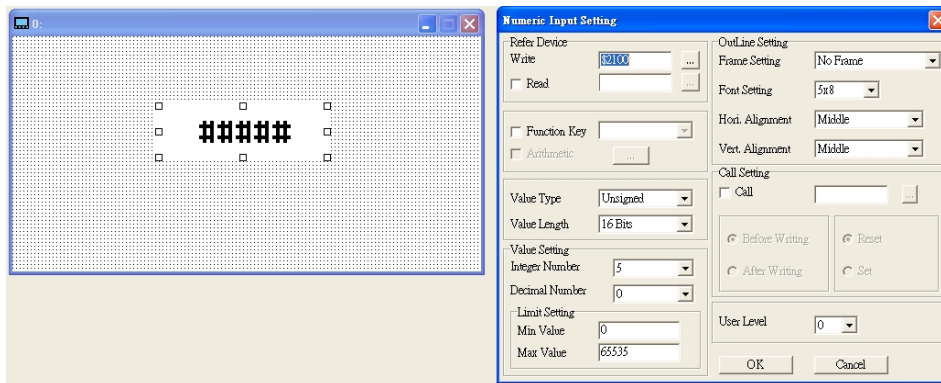 0:
#####
Numeric Input Setting
Refer Device
Write $2100 ...
Read ...
Function Key
Arithmetic ...
Value Type Unsigned
Value Length 16 Bits
Value Setting
Integer Number 5
Decimal Number 0
Limit Setting
Min Value 0
Max Value 65535
OutLine Setting
Frame Setting No Frame
Font Setting 5x8
Hori. Alignment Middle
Vert. Alignment Middle
Call Setting
Call ...
Before Writing Reset
After Writing Set
User Level 0
OK Cancel